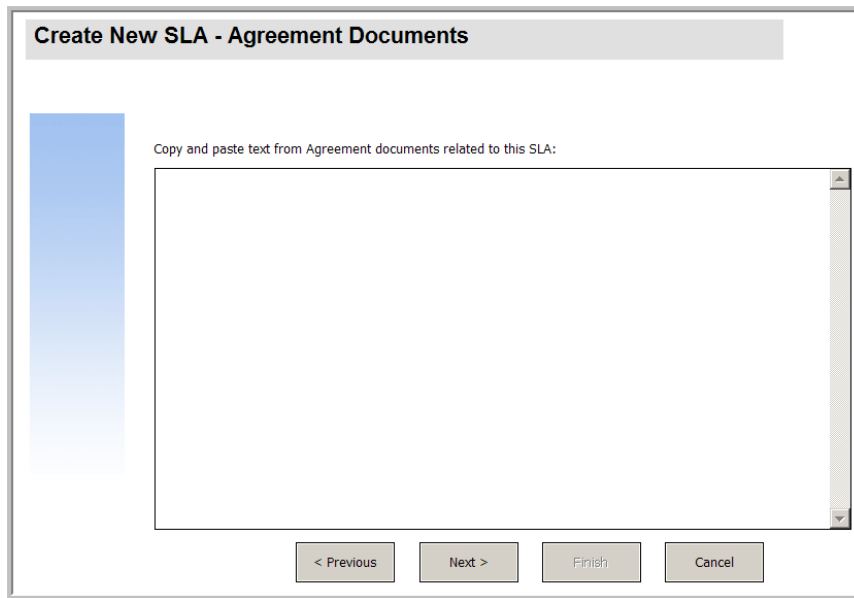 Create New SLA - Agreement Documents
Copy and paste text from Agreement documents related to this SLA:
< Previous Next > Finish Cancel